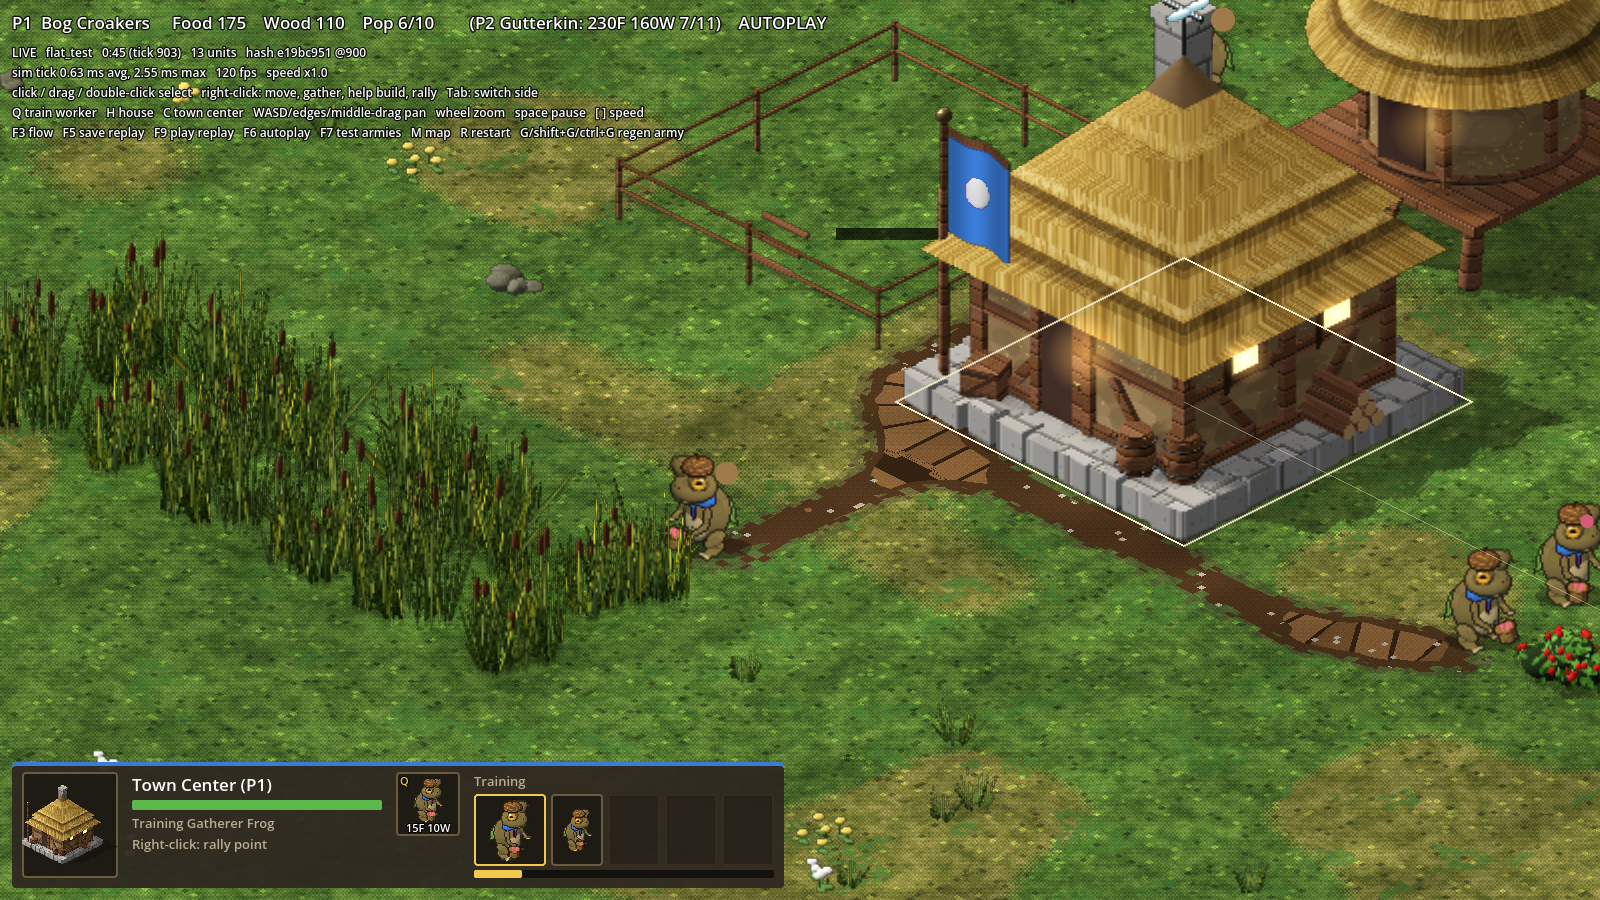 P1 Bog Croakers Food 175 Wood 110 Pop 6/10 (P2 Gutterkin: 230F 160W 7/11) AUTOPLAY
LIVE flat_test 0:45 (tick 903) 13 units hash e19bc951 @900
sim tick 0.63 ms avg, 2.55 ms max 120 fps speed x1.0
click / drag / double-click select right-click: move, gather, help build, rally Tab: switch side
Q train worker H house C town center WASD/edges/middle-drag pan wheel zoom space pause [ ] speed
F3 flow F5 save replay F9 play replay F6 autoplay F7 test armies M map R restart G/shift+G/ctrl+G regen army
Town Center (P1)
Training Gatherer Frog
Right-click: rally point
Q
15F 10W
Training